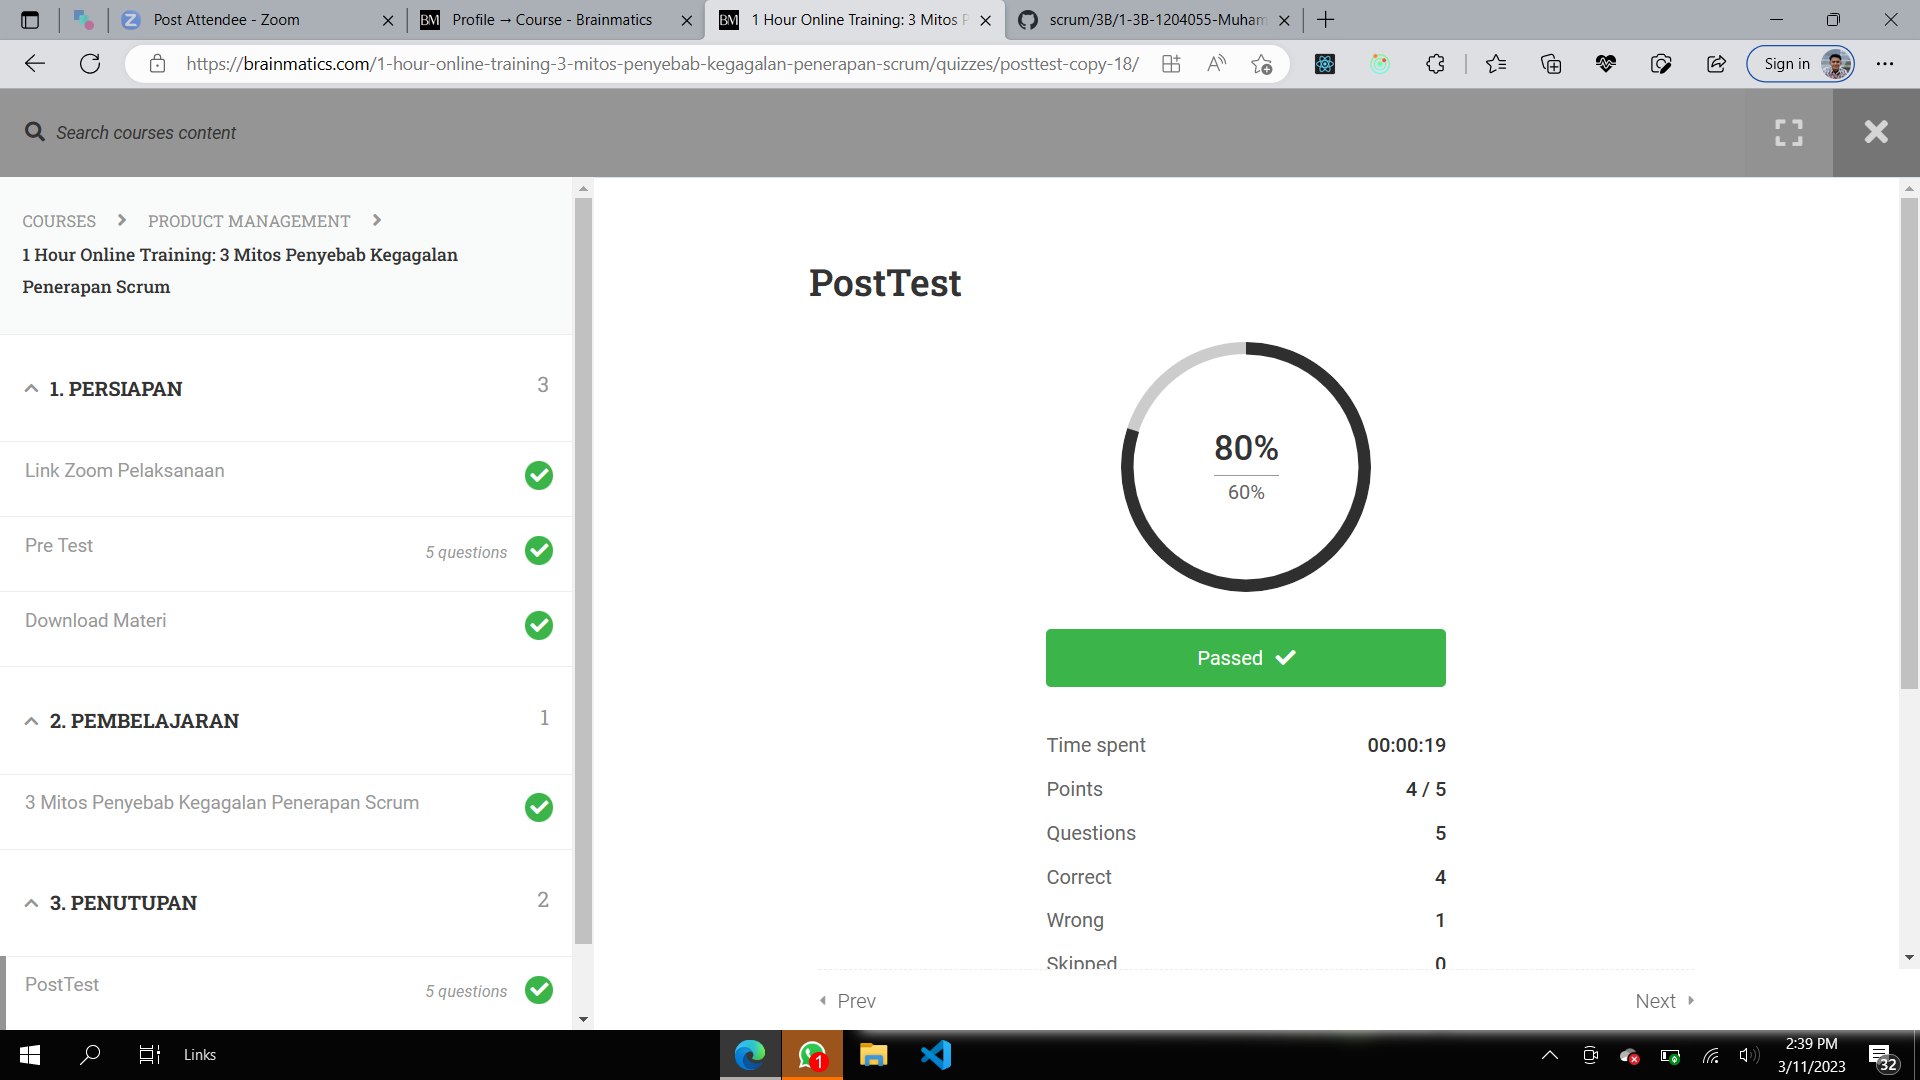 Post Attendee - Zoom
Profile → Course - Brainmatics
1 Hour Online Training: 3 Mitos P
scrum/3B/1-3B-1204055-Muham
https://brainmatics.com/1-hour-online-training-3-mitos-penyebab-kegagalan-penerapan-scrum/quizzes/posttest-copy-18/
Sign in
Search courses content
COURSES
PRODUCT MANAGEMENT
1 Hour Online Training: 3 Mitos Penyebab Kegagalan
Penerapan Scrum
1. PERSIAPAN 3
Link Zoom Pelaksanaan
Pre Test 5 questions
Download Materi
2. PEMBELAJARAN 1
3 Mitos Penyebab Kegagalan Penerapan Scrum
3. PENUTUPAN 2
PostTest 5 questions
PostTest
80%
60%
Passed
Time spent 00:00:19
Points 4 / 5
Questions 5
Correct 4
Wrong 1
Skipped 0
Prev
Next
Links
1
2:39 PM
3/11/2023
32